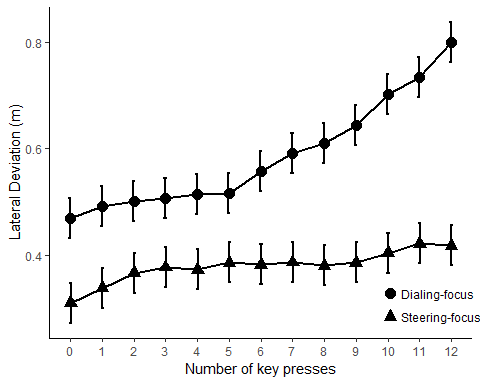 0.8
0.6
0.4
Lateral Deviation (m)
Dialing-focus
Steering-focus
0 1 2 3 4 5 6 7 8 9 10 11 12
Number of key presses